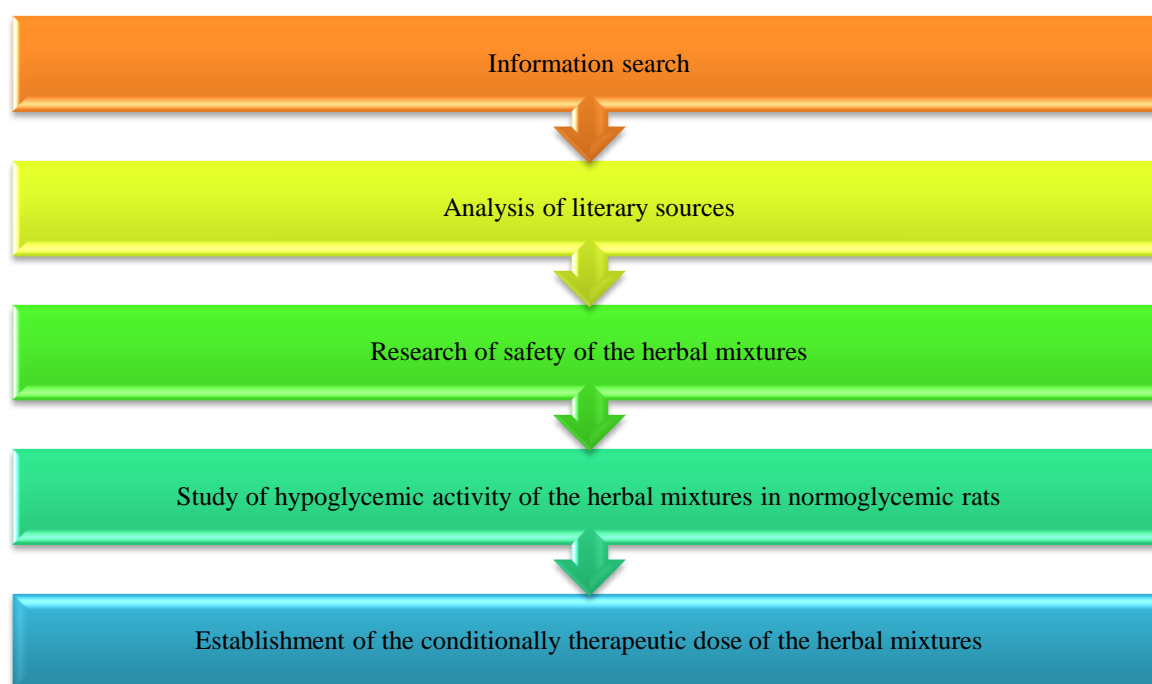 Information search
Analysis of literary sources
Research of safety of the herbal mixtures
Study of hypoglycemic activity of the herbal mixtures in normoglycemic rats
Establishment of the conditionally therapeutic dose of the herbal mixtures